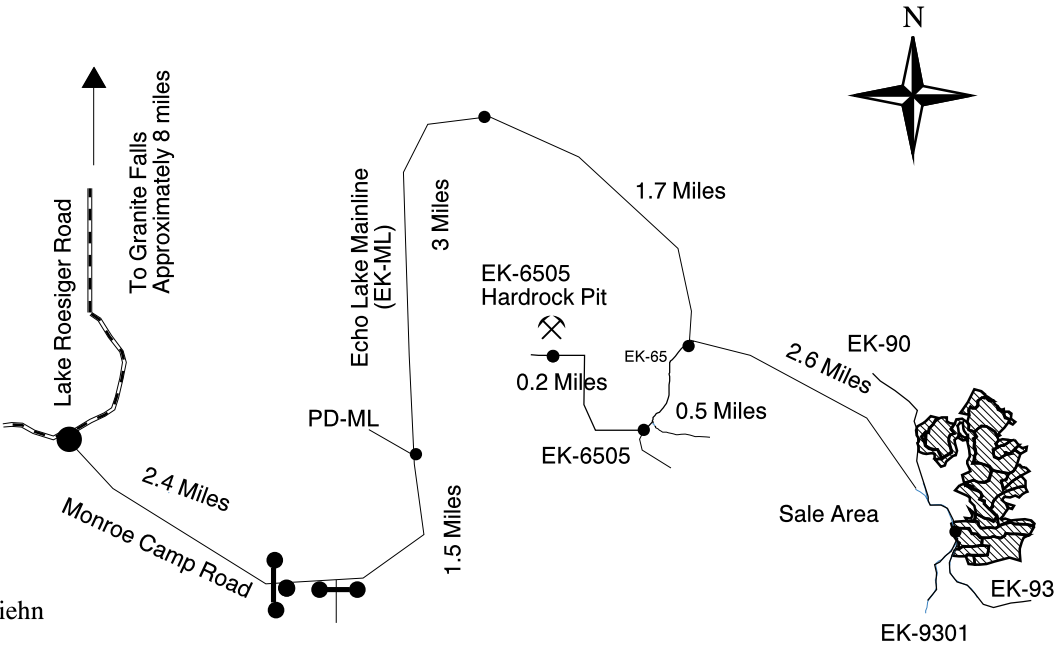 N
To Granite Falls
Approximately 8 miles
Lake Roesiger Road
Echo Lake Mainline
(EK-ML)
3 Miles
1.7 Miles
EK-6505
Hardrock Pit
EK-65
0.2 Miles
0.5 Miles
EK-6505
2.6 Miles
EK-90
PD-ML
2.4 Miles
Monroe Camp Road
1.5 Miles
Sale Area
EK-93
EK-9301
iehn